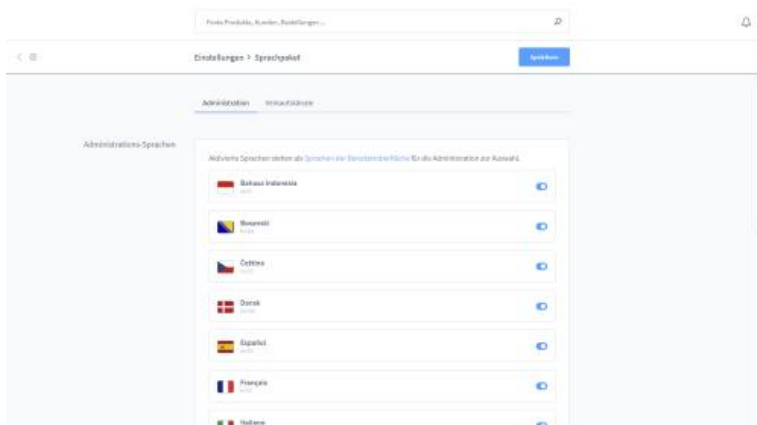 Finde Produkte, Kunden, Bestellungen ...
Einstellungen > Sprachpaket
Speichern
Administration Verkaufskanäle
Administrations-Sprachen
Aktivierte Sprachen stehen als Sprachen der Benutzeroberfläche für die Administration zur Auswahl.
Bahasa Indonesia
Bosanski
Čeština
Dansk
Español
Français
Italiano